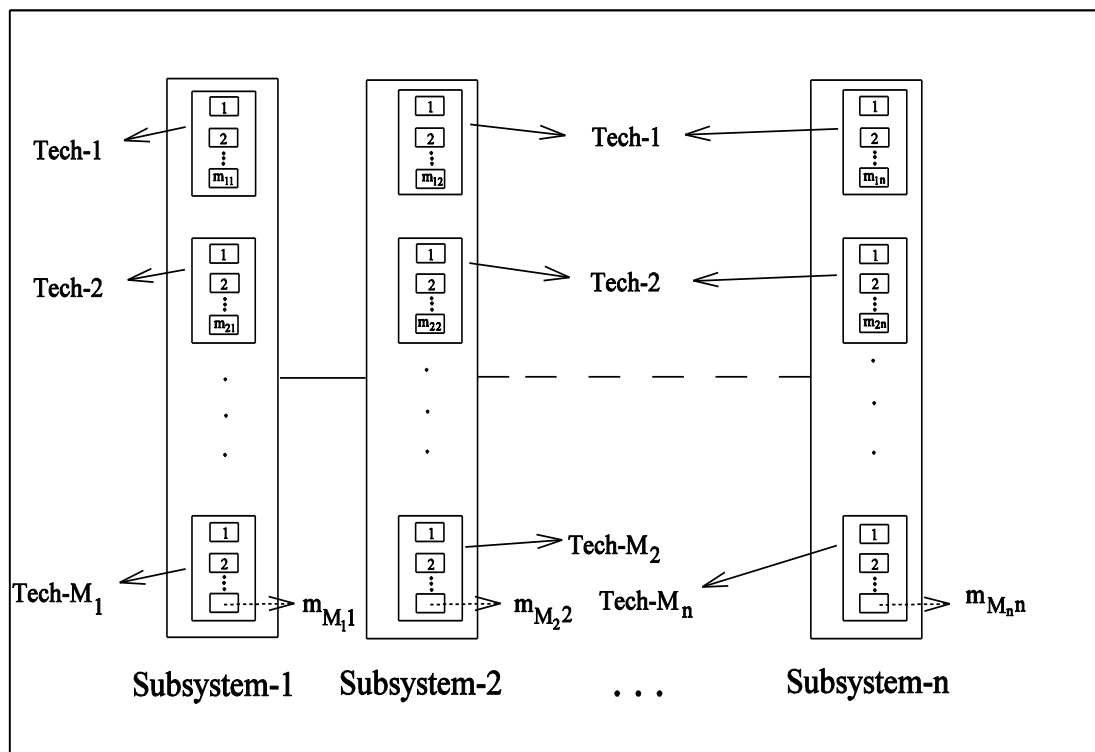 1 1 1
2 2 2
Tech-1 Tech-1
m11 m12 m1n
1 1 1
2 2 2
Tech-2 Tech-2
m21 m22 m2n
1 1 1
Tech-M2
2 2 2
Tech-M1 Tech-Mn
mM11 mM22 mMnn
Subsystem-1 Subsystem-2 . . . Subsystem-n